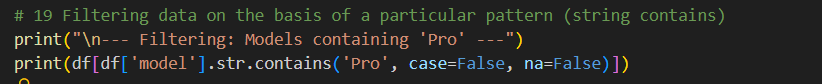 # 19 Filtering data on the basis of a particular pattern (string contains)
print("\n--- Filtering: Models containing 'Pro' ---")
print(df[df['model'].str.contains('Pro', case=False, na=False)])